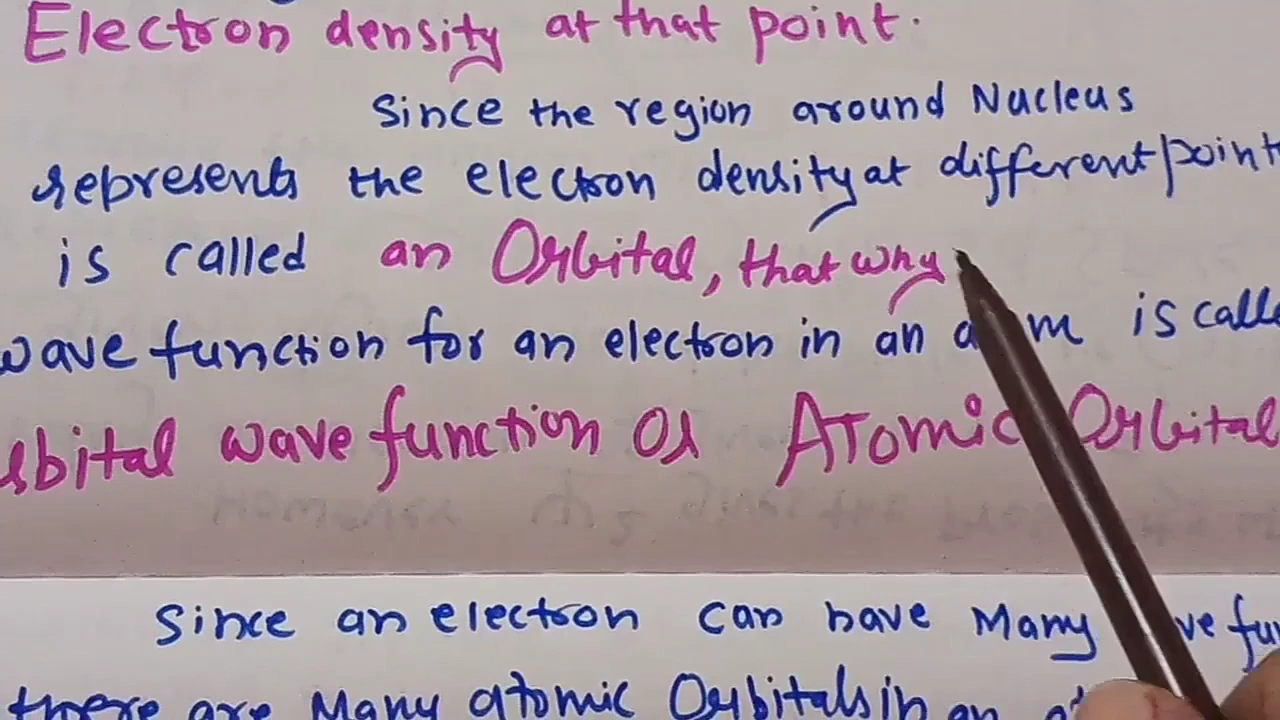 Electron density at that point.
Since the region around Nucleus
represents the electron density at different point
is called an Orbital, that why
wave function for an electron in an is
Orbital wave function Or Atomic Orbital
Since an electron can have Many
there are Many atomic Orbitals in an